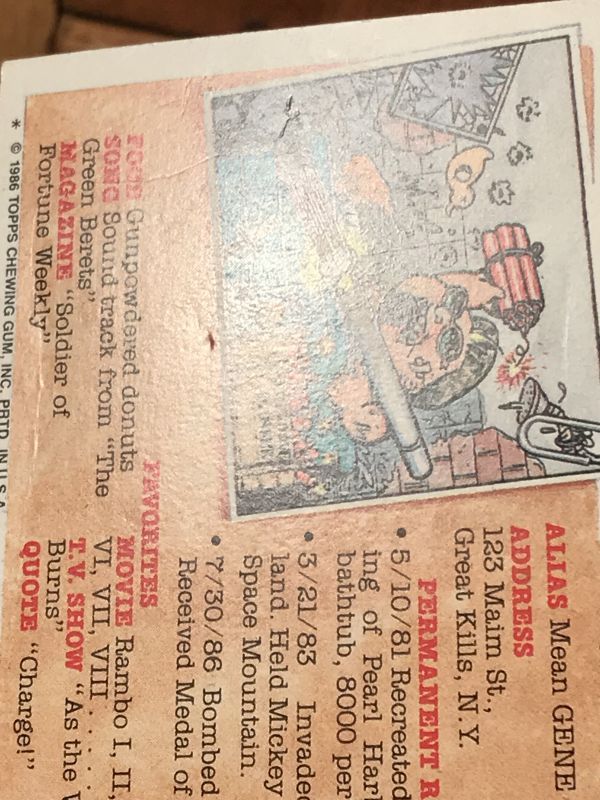 ALIAS Mean GENE
ADDRESS
123 Maim St.,
Great Kills, N.Y.
PERMANENT
• 5/10/81 Recreated
ing of Pearl
bathtub, 8000
• 3/21/83 Invaded
land. Held Mickey
Space Mountain.
• 7/30/86 Bombed
Received Medal of
FAVORITES
FOOD Gunpowdered donuts
SONG Sound track from "The
Green Berets"
MAGAZINE "Soldier of
Fortune Weekly"
MOVIE Rambo I, II,
VI, VII, VIII . . . .
T.V. SHOW "As the
Burns"
QUOTE "Charge!"
* © 1986 TOPPS CHEWING GUM, INC. PRTD. IN U.S.A.